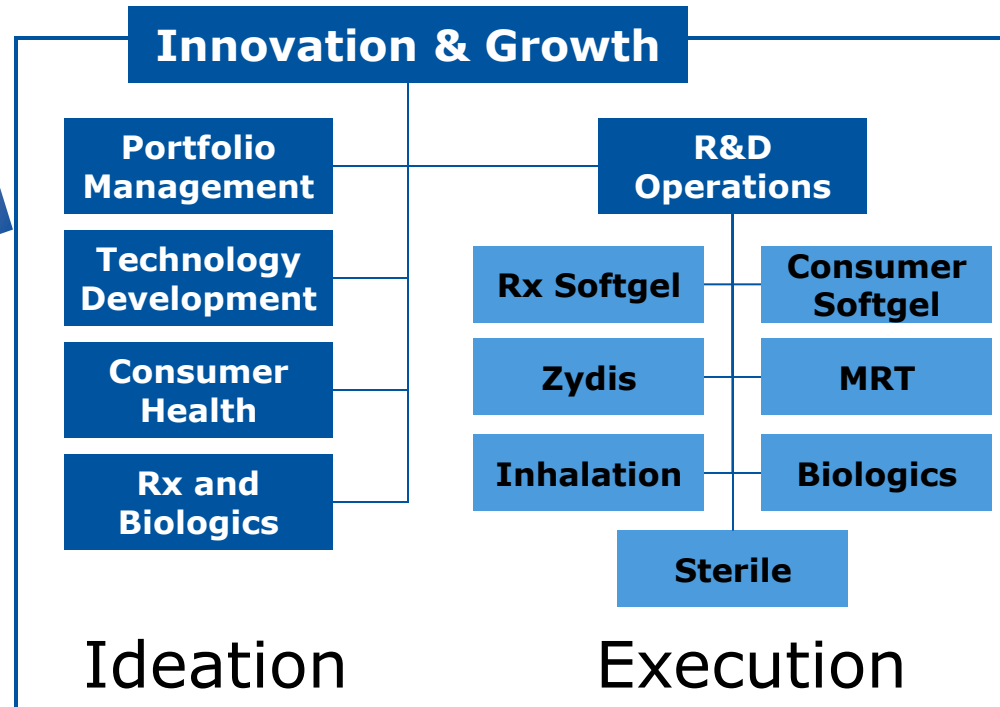 Innovation & Growth
Portfolio
Management
Technology
Development
Consumer
Health
Rx and
Biologics
R&D
Operations
Rx Softgel
Consumer
Softgel
Zydis
MRT
Inhalation
Biologics
Sterile
Ideation
Execution